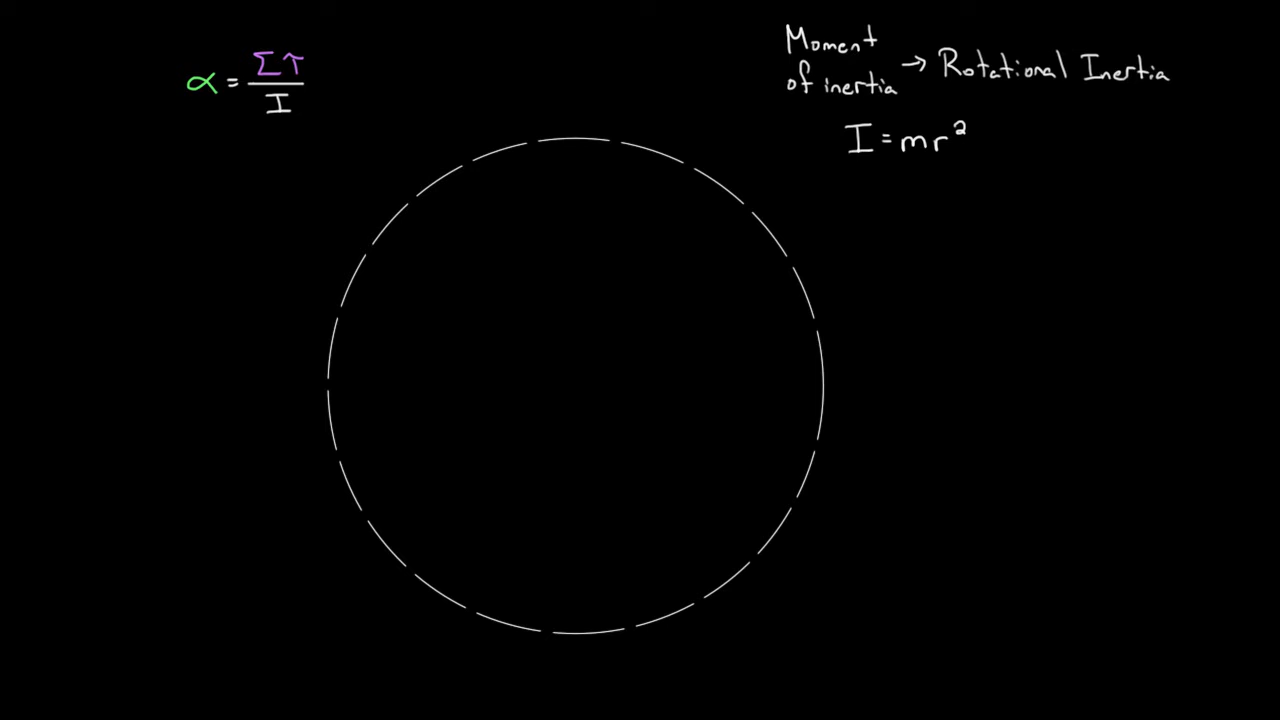 α = Στ / I
Moment
of inertia → Rotational Inertia
I = mr²